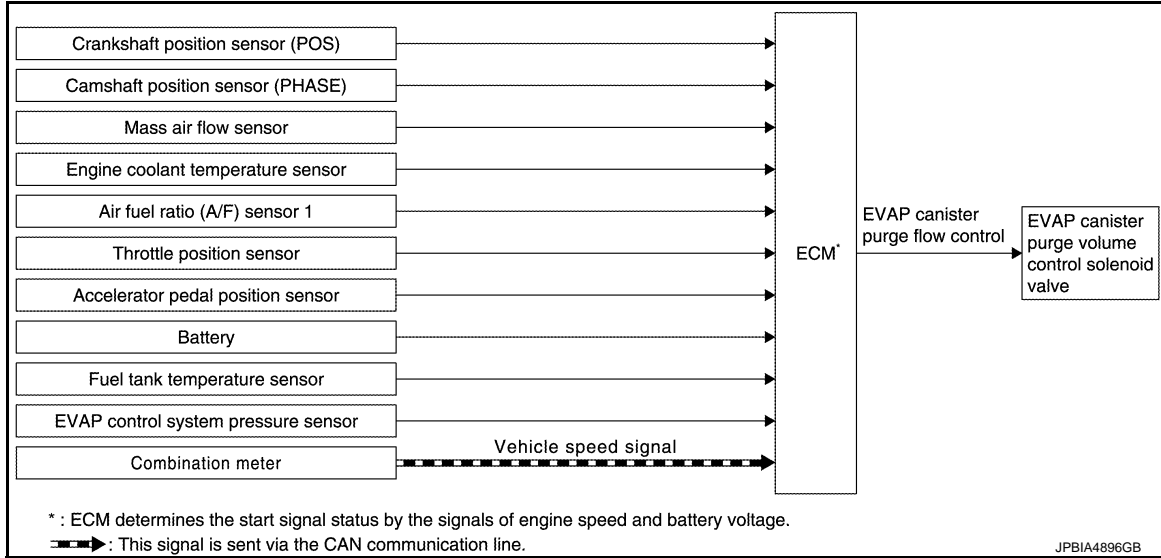 Crankshaft position sensor (POS)
Camshaft position sensor (PHASE)
Mass air flow sensor
Engine coolant temperature sensor
Air fuel ratio (A/F) sensor 1
Throttle position sensor
Accelerator pedal position sensor
Battery
Fuel tank temperature sensor
EVAP control system pressure sensor
Combination meter
Vehicle speed signal
ECM*
EVAP canister
purge flow control
EVAP canister
purge volume
control solenoid
valve
* : ECM determines the start signal status by the signals of engine speed and battery voltage.
: This signal is sent via the CAN communication line.
JPBIA4896GB